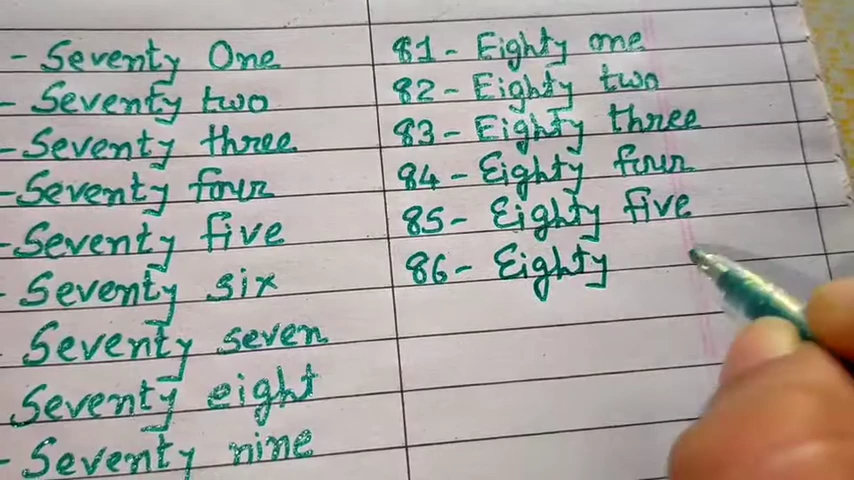 - Seventy One
- Seventy two
- Seventy three
- Seventy four
- Seventy five
- Seventy six
- Seventy seven
Seventy eight
- Seventy nine
81 - Eighty one
82 - Eighty two
83 - Eighty three
84 - Eighty four
85 - Eighty five
86 - Eighty